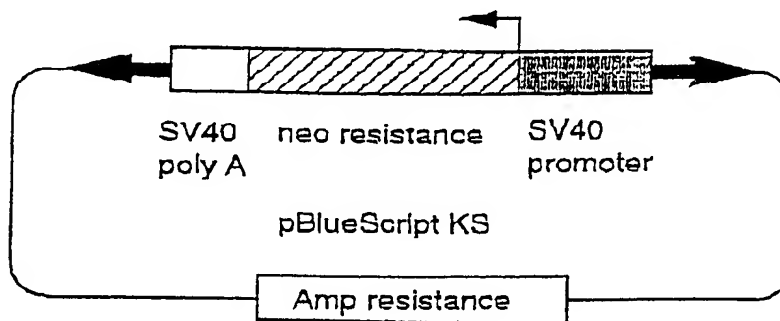 SV40
poly A
neo resistance
SV40
promoter
pBlueScript KS
Amp resistance